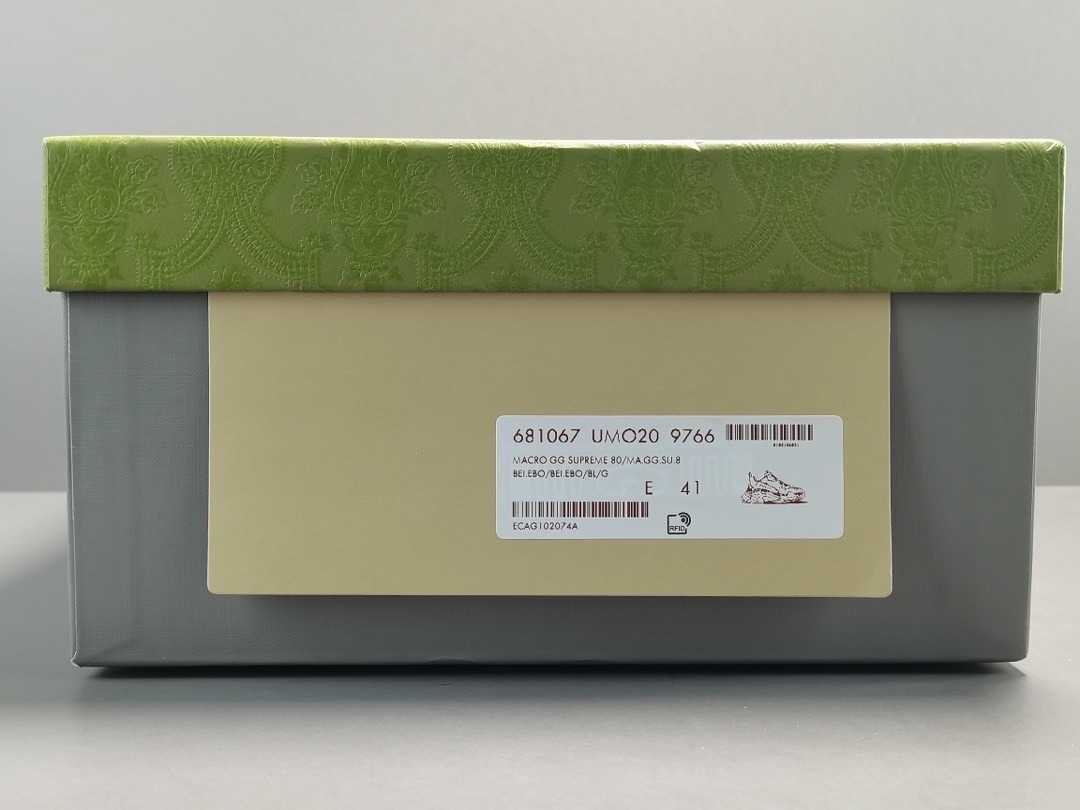 681067 UMO20 9766
MACRO GG SUPREME 80/MA.GG.SU.8
BEI.EBO/BEI.EBO/BL/G
E 41
ECAG102074A
RFID